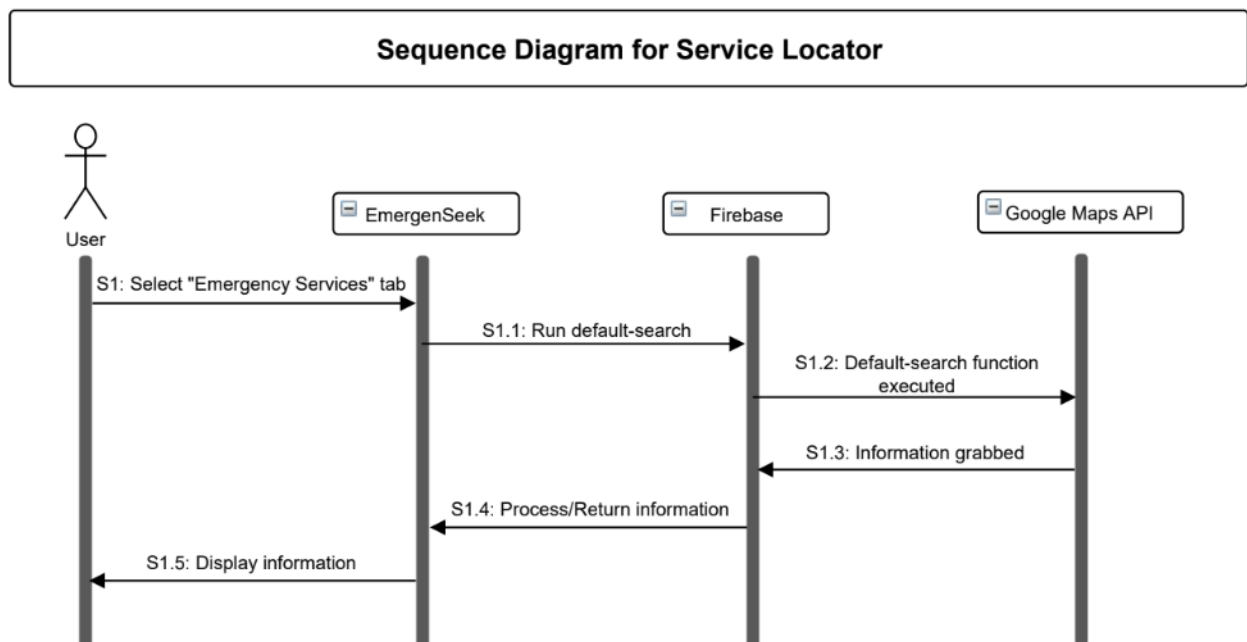 Sequence Diagram for Service Locator
User
EmergenSeek
Firebase
Google Maps API
S1: Select "Emergency Services" tab
S1.1: Run default-search
S1.2: Default-search function
executed
S1.3: Information grabbed
S1.4: Process/Return information
S1.5: Display information